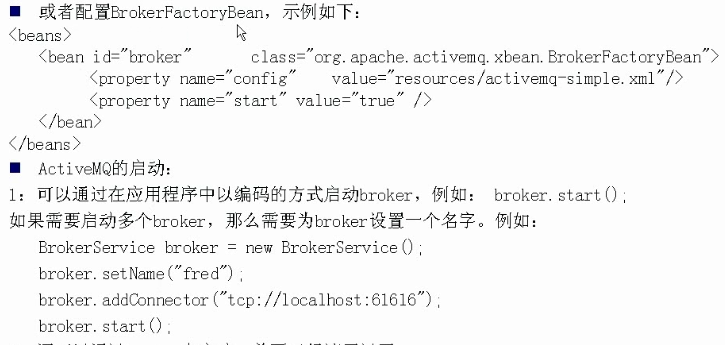 ■ 或者配置BrokerFactoryBean，示例如下：
<beans>
<bean id="broker" class="org.apache.activemq.xbean.BrokerFactoryBean">
<property name="config" value="resources/activemq-simple.xml"/>
<property name="start" value="true" />
</bean>
</beans>
■ ActiveMQ的启动：
1：可以通过在应用程序中以编码的方式启动broker，例如： broker.start();
如果需要启动多个broker，那么需要为broker设置一个名字。例如：
BrokerService broker = new BrokerService();
broker.setName("fred");
broker.addConnector("tcp://localhost:61616");
broker.start();